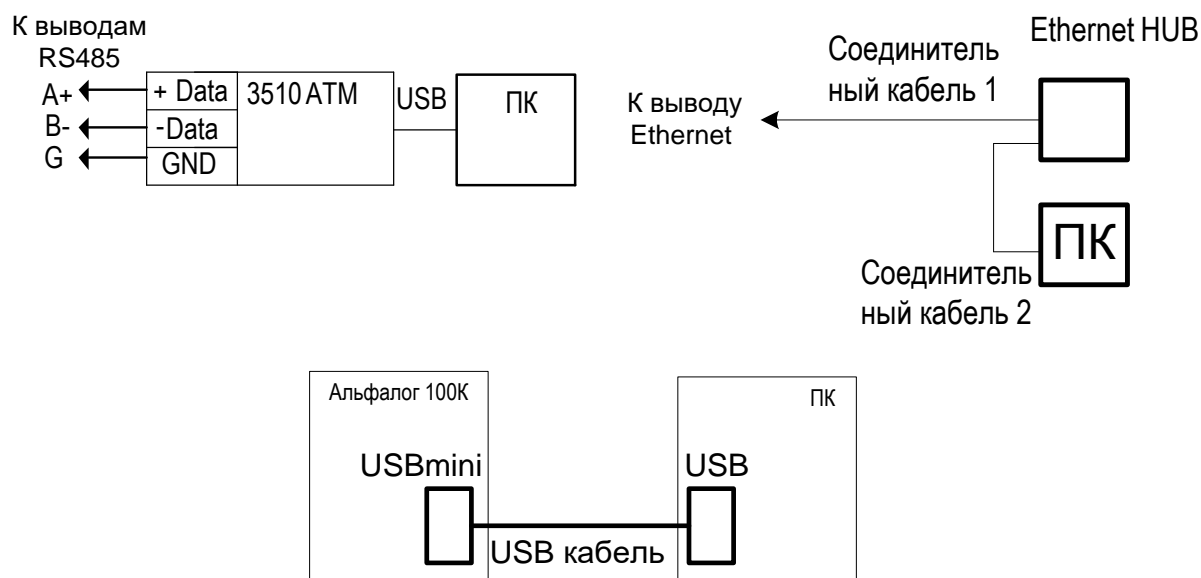 К выводам
RS485
A+
B-
G
+ Data
-Data
GND
3510 ATM
USB
ПК
Ethernet HUB
Соединитель
ный кабель 1
К выводу
Ethernet
ПК
Соединитель
ный кабель 2
Альфалог 100К
ПК
USBmini
USB
USB кабель